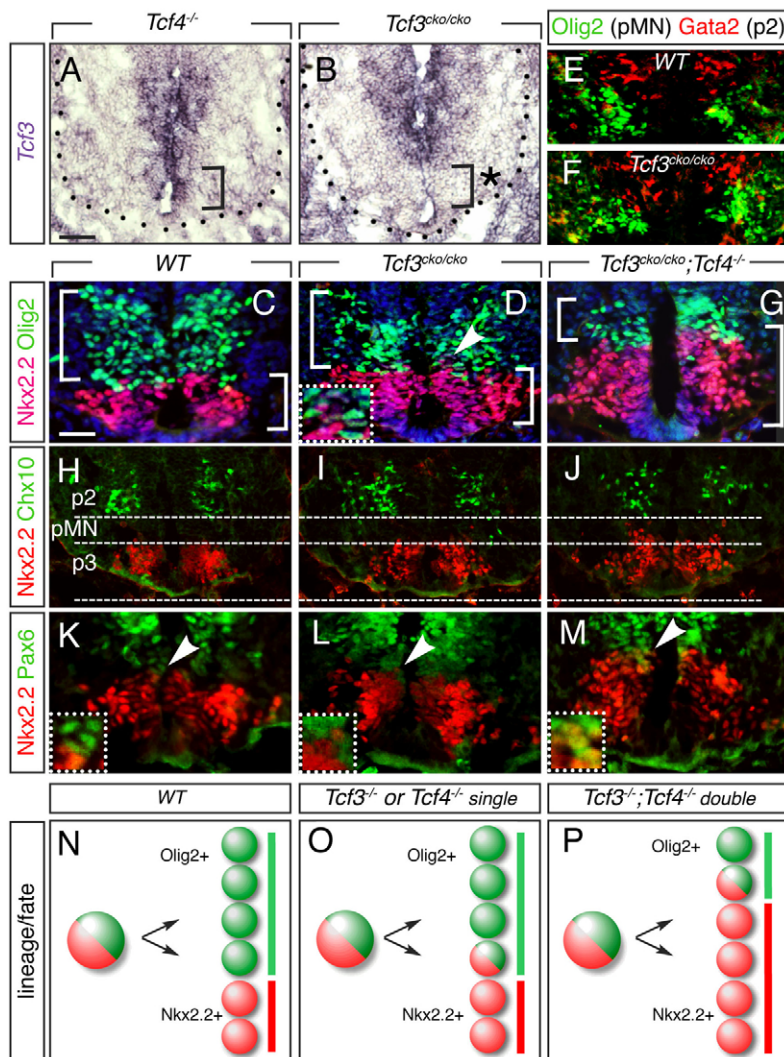 Tcf4-/-
Tcf3cko/cko
Olig2 (pMN) Gata2 (p2)
Tcf3
A
B
*
E
WT
F
Tcf3cko/cko
WT
Tcf3cko/cko
Tcf3cko/cko;Tcf4-/-
Nkx2.2 Olig2
C
D
G
Nkx2.2 Chx10
H
I
J
p2
pMN
p3
Nkx2.2 Pax6
K
L
M
WT
Tcf3-/- or Tcf4-/- single
Tcf3-/-;Tcf4-/- double
lineage/fate
N
Olig2+
Nkx2.2+
O
Olig2+
Nkx2.2+
P
Olig2+
Nkx2.2+